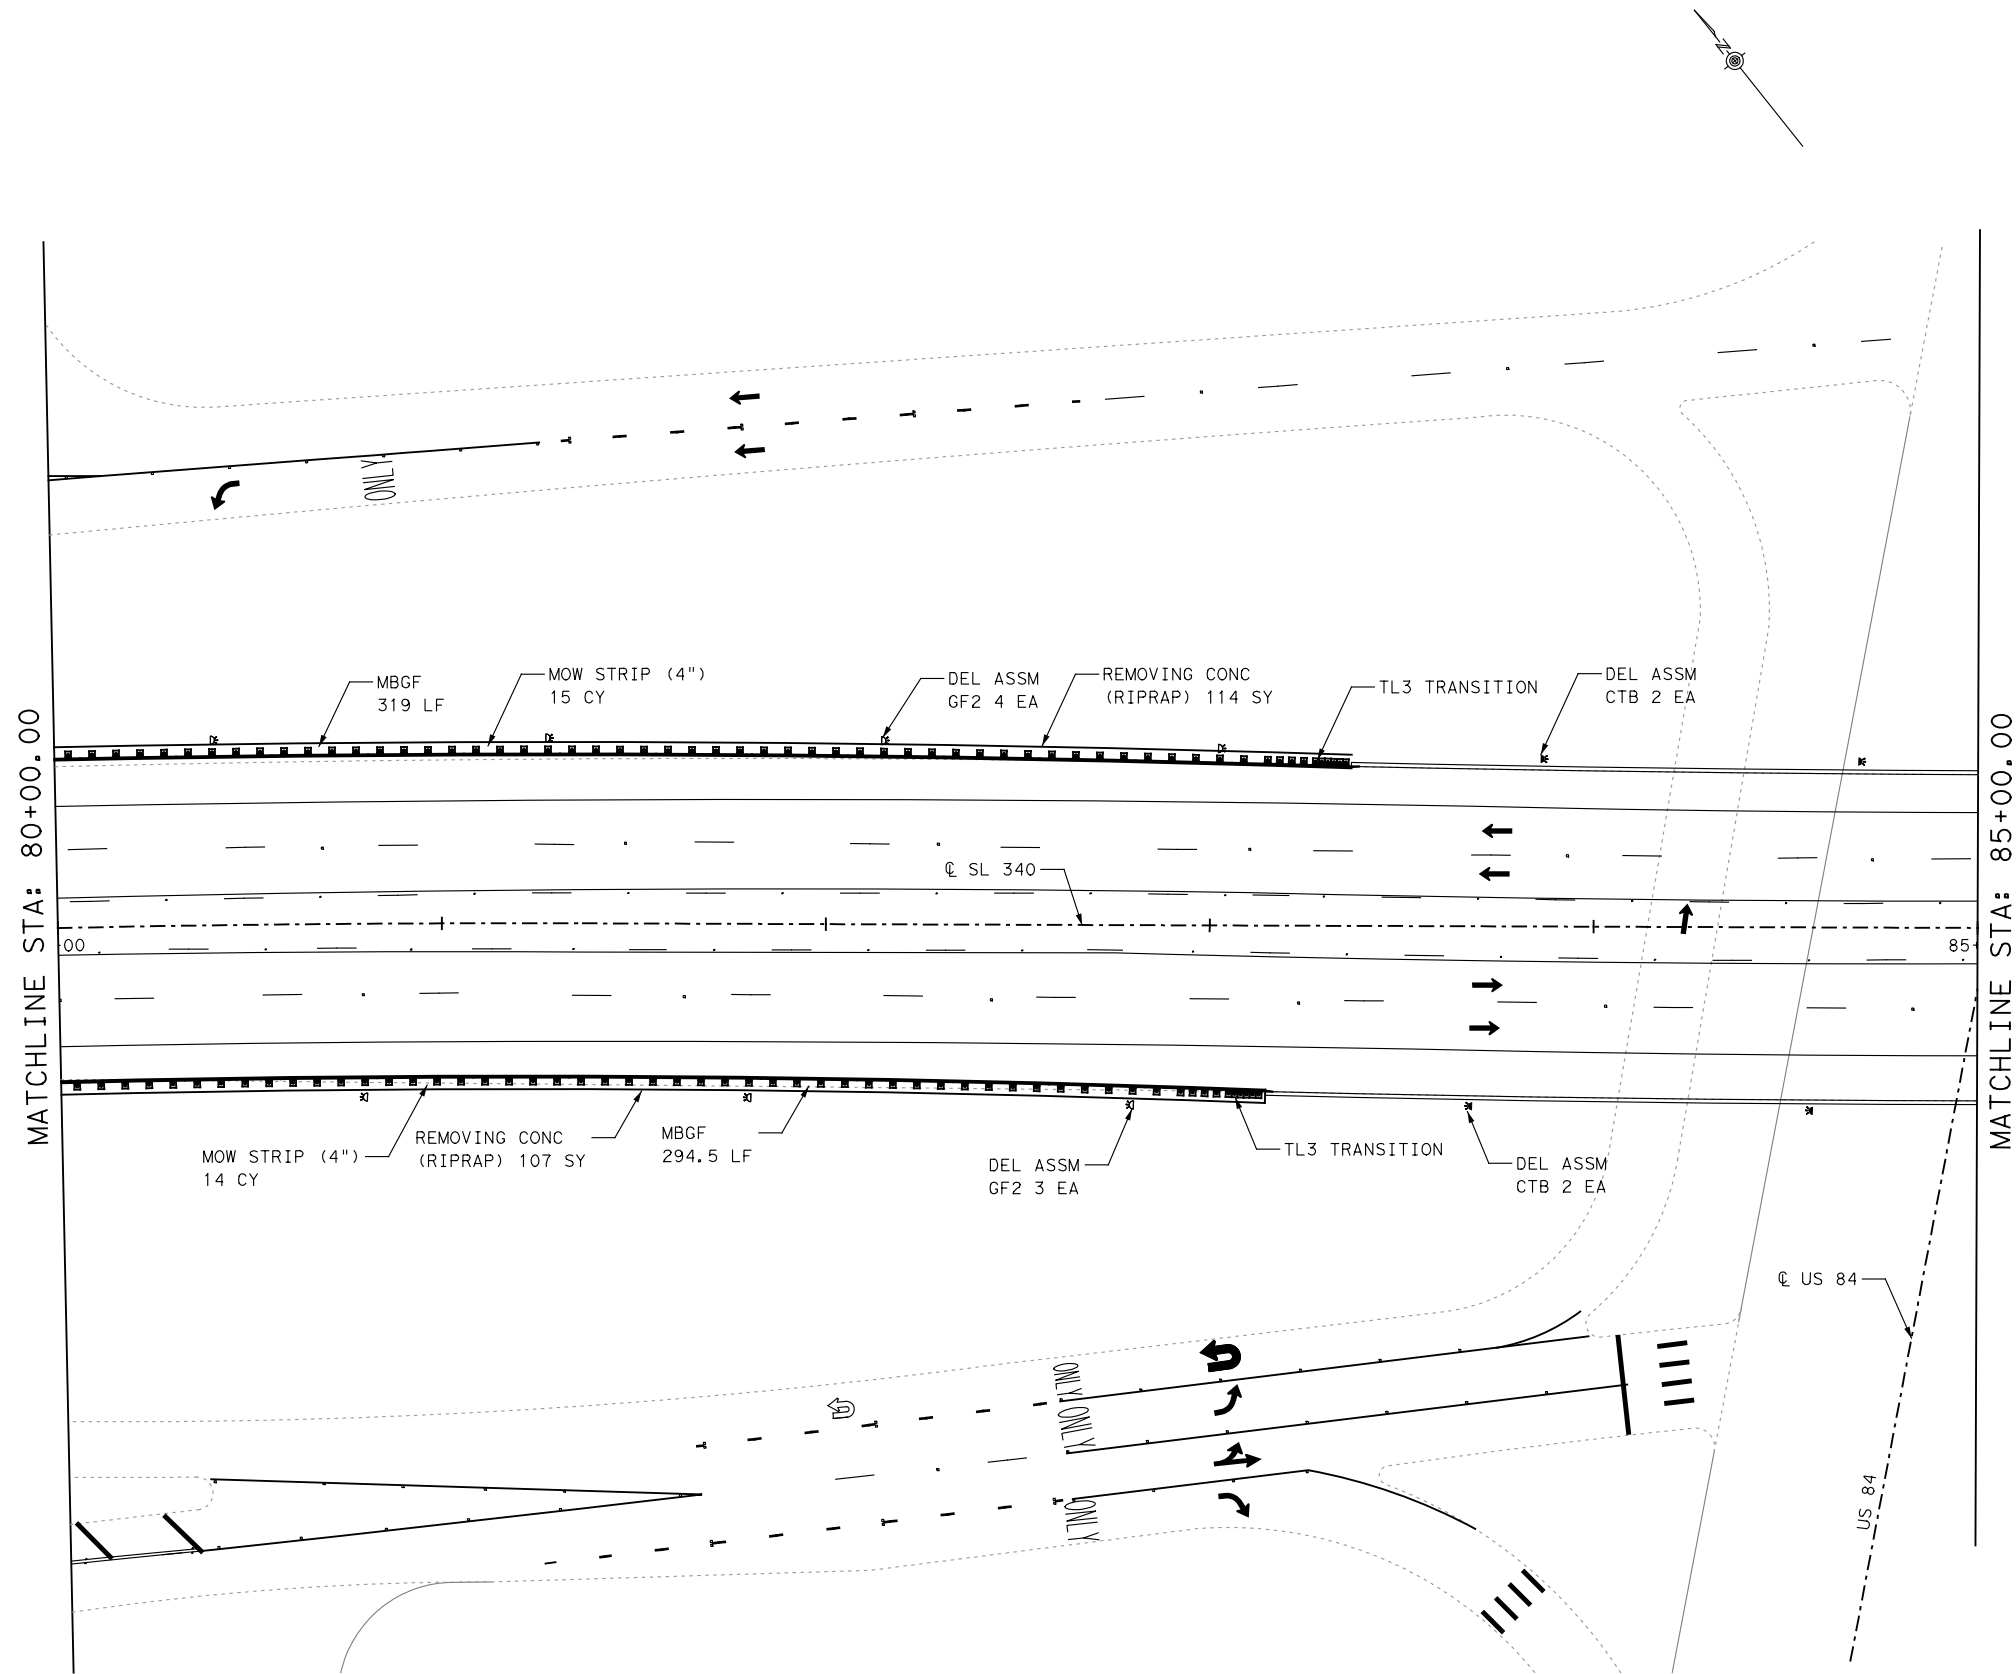 N
ONLY
MBGF
319 LF
MOW STRIP (4")
15 CY
DEL ASSM
GF2 4 EA
REMOVING CONC
(RIPRAP) 114 SY
TL3 TRANSITION
DEL ASSM
CTB 2 EA
MATCHLINE STA: 80+00.00
MATCHLINE STA: 85+00.00
℄ SL 340
00
85
MOW STRIP (4")
14 CY
REMOVING CONC
(RIPRAP) 107 SY
MBGF
294.5 LF
DEL ASSM
GF2 3 EA
TL3 TRANSITION
DEL ASSM
CTB 2 EA
℄ US 84
ONLY
ONLY
ONLY
US 84